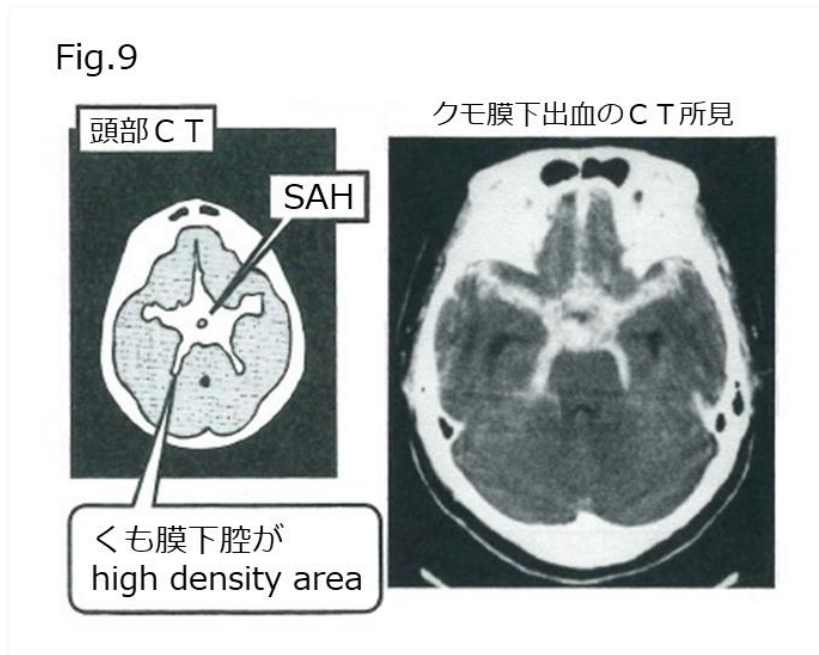 Fig.9
頭部ＣＴ
SAH
くも膜下腔が
high density area
クモ膜下出血のＣＴ所見